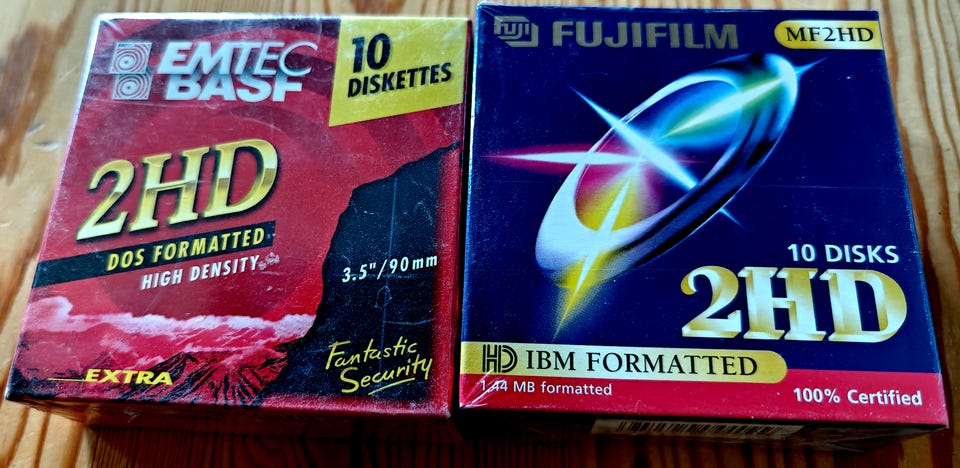 EMTEC
BASF
10
DISKETTES
2HD
DOS FORMATTED
HIGH DENSITY
3.5"/90mm
Fantastic
Security
EXTRA
FUJI
FUJIFILM
MF2HD
10 DISKS
2HD
HD IBM FORMATTED
1.44 MB formatted
100% Certified